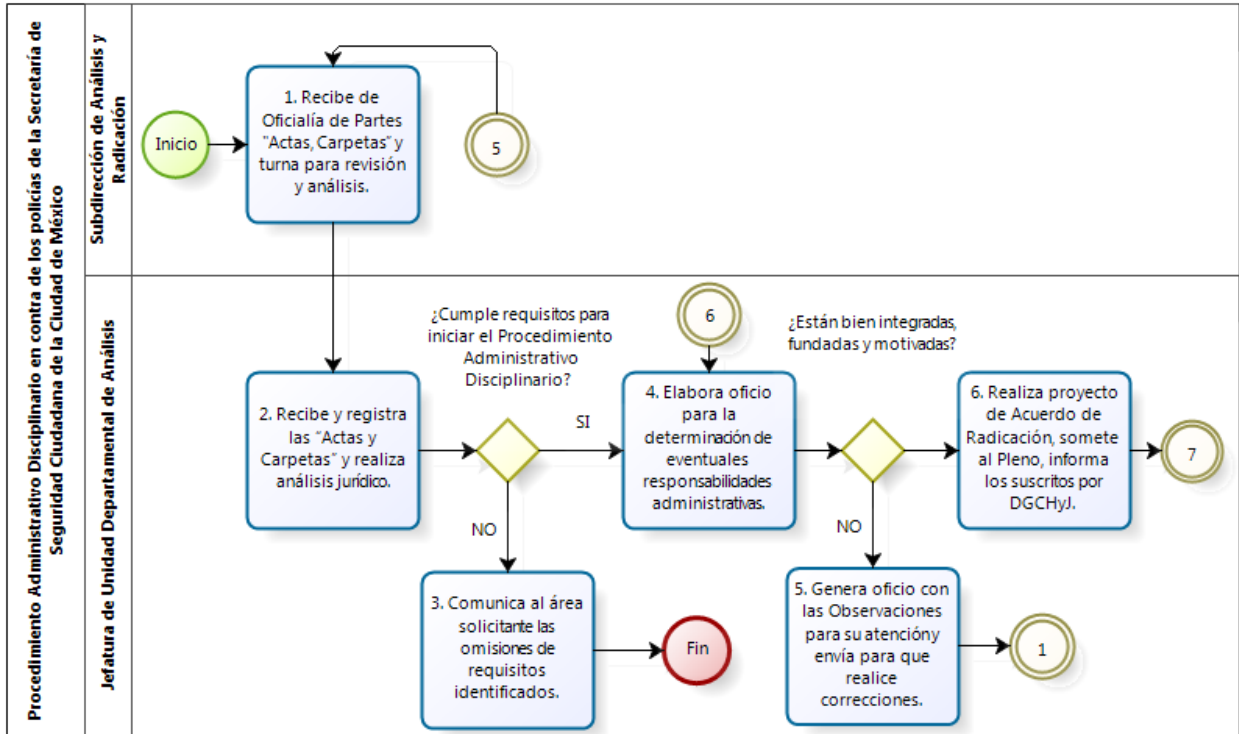 Procedimiento Administrativo Disciplinario en contra de los policías de la Secretaría de
Seguridad Ciudadana de la Ciudad de México
Subdirección de Análisis y
Radicación
Inicio
1. Recibe de
Oficialía de Partes
"Actas, Carpetas" y
turna para revisión
y análisis.
5
Jefatura de Unidad Departamental de Análisis
2. Recibe y registra
las "Actas y
Carpetas" y realiza
análisis jurídico.
¿Cumple requisitos para
iniciar el Procedimiento
Administrativo
Disciplinario?
SI
NO
3. Comunica al área
solicitante las
omisiones de
requisitos
identificados.
Fin
6
4. Elabora oficio
para la
determinación de
eventuales
responsabilidades
administrativas.
¿Están bien integradas,
fundadas y motivadas?
NO
5. Genera oficio con
las Observaciones
para su atencióny
envía para que
realice
correcciones.
1
6. Realiza
proyecto de
Acuerdo de
Radicación, somete
al Pleno, informa
los suscritos por
DGCHyJ.
7